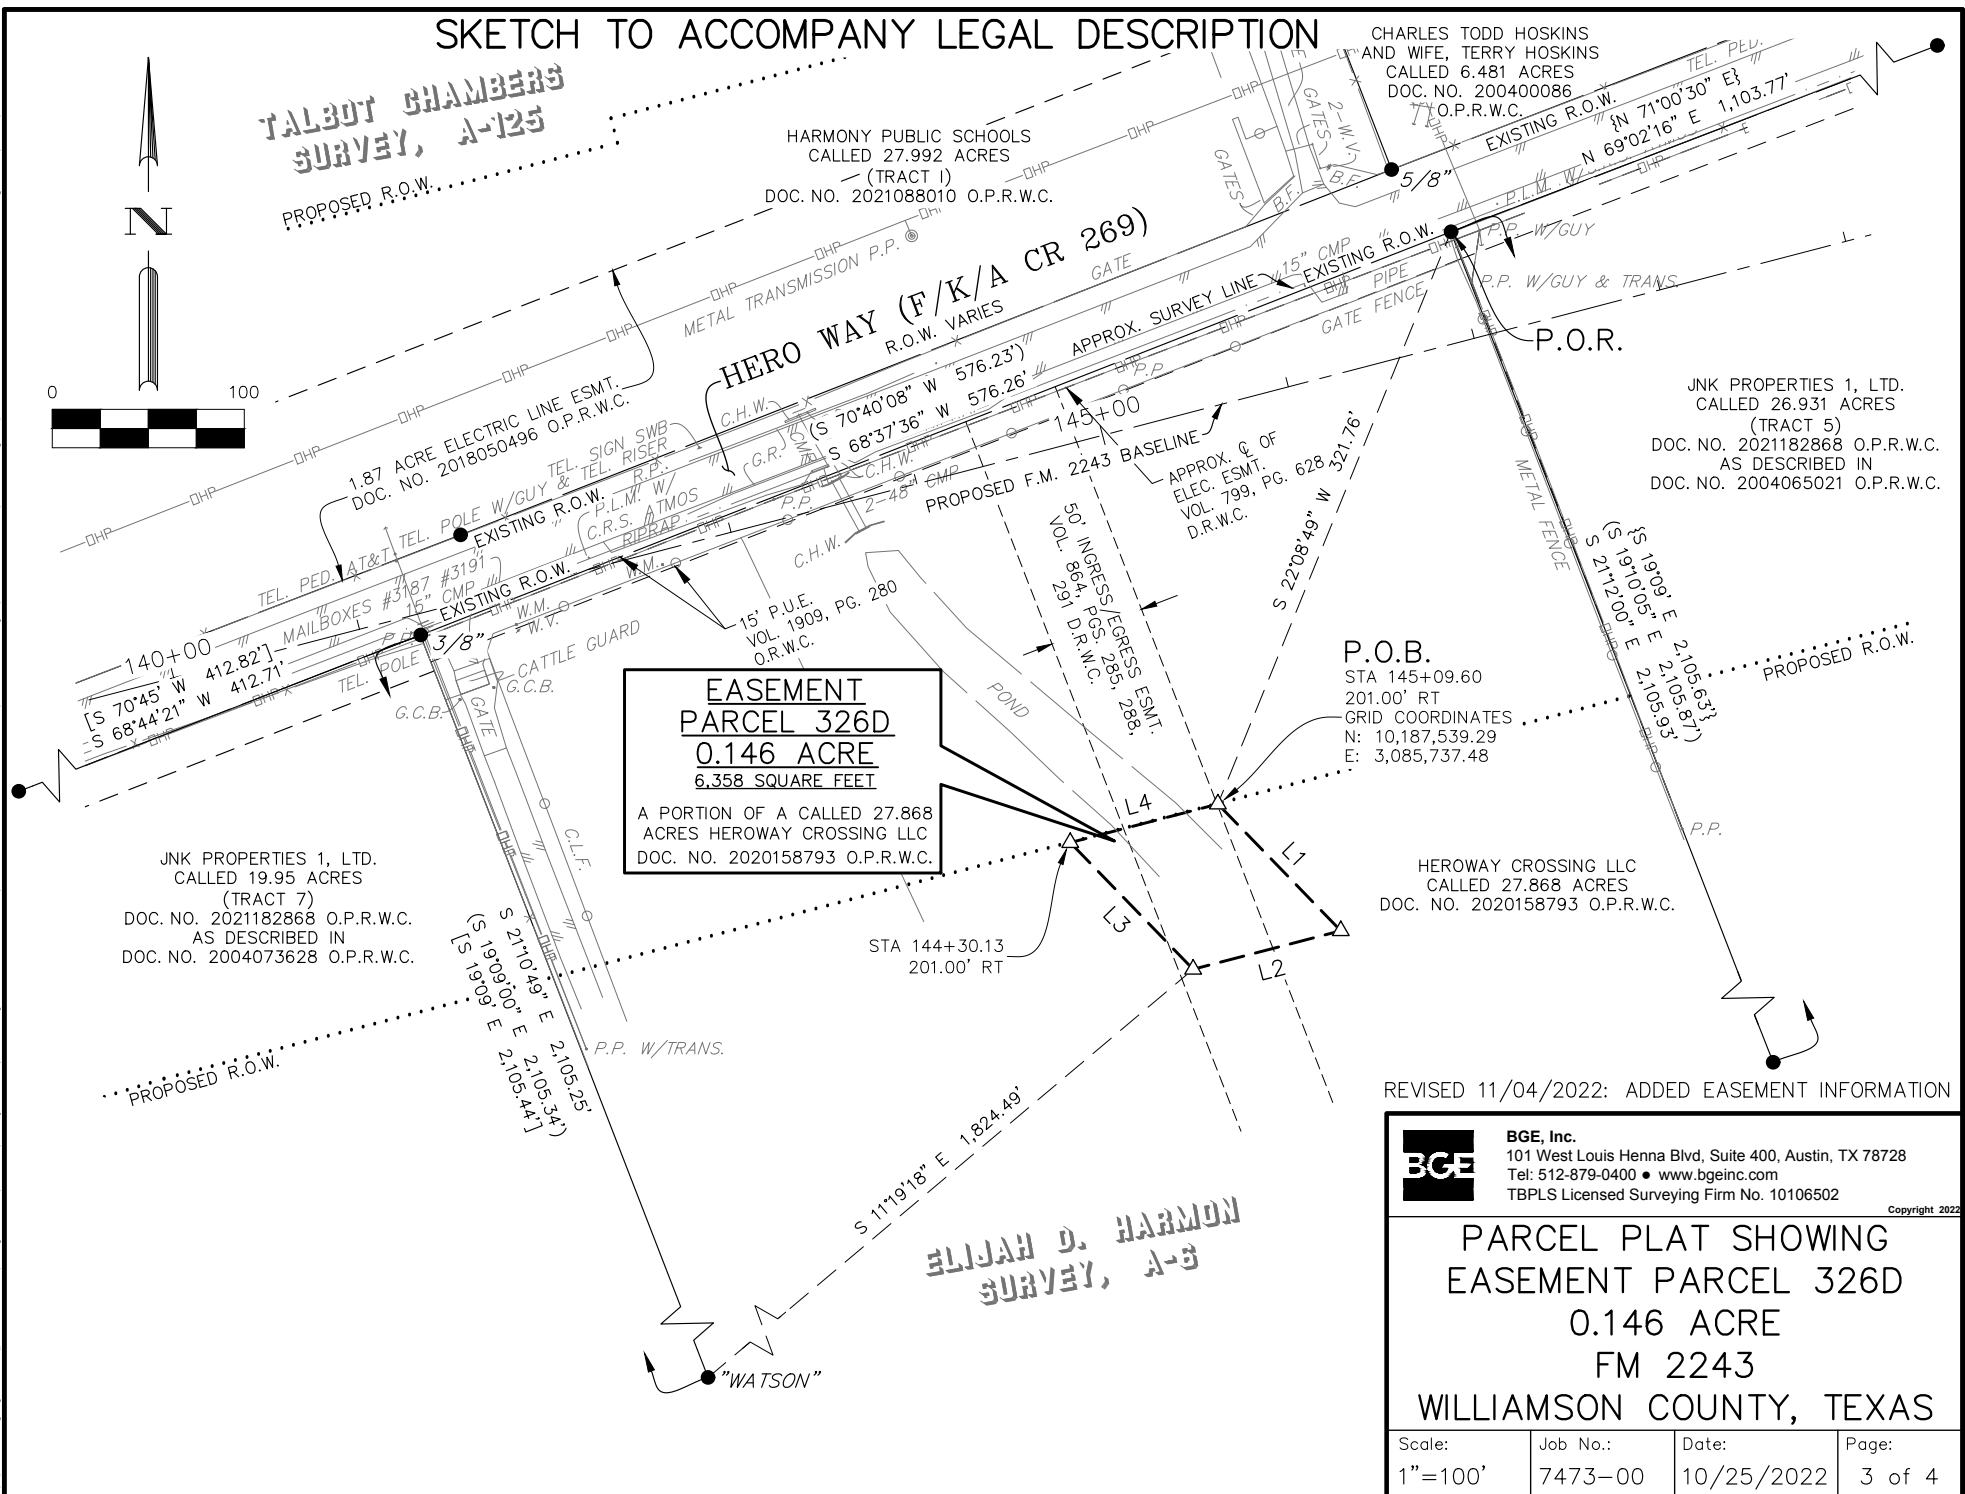 SKETCH TO ACCOMPANY LEGAL DESCRIPTION
CHARLES TODD HOSKINS
AND WIFE, TERRY HOSKINS
CALLED 6.481 ACRES
DOC. NO. 200400086
O.P.R.W.C.
TALBOT CHAMBERS
SURVEY, A-125
PROPOSED R.O.W.
HARMONY PUBLIC SCHOOLS
CALLED 27.992 ACRES
(TRACT I)
DOC. NO. 2021088010 O.P.R.W.C.
N
0 100
TEL. PED.
EXISTING R.O.W.
{N 71°00'30" E}
N 69°02'16" E 1,103.77'
GATES
2-W.V.
GATES
B.F.
B.F.
5/8"
P.L.M. W/
P.P. W/GUY
P.P. W/GUY & TRANS.
P.O.R.
METAL TRANSMISSION P.P.
OHP
HERO WAY (F/K/A CR 269)
R.O.W. VARIES
GATE
APPROX. SURVEY LINE
15" CMP
EXISTING R.O.W.
PIPE
GATE FENCE
1.87 ACRE ELECTRIC LINE ESMT.
DOC. NO. 2018050496 O.P.R.W.C.
C.H.W.
(S 70°40'08" W 576.23')
S 68°37'36" W 576.26'
P.P.
145+00
PROPOSED F.M. 2243 BASELINE
APPROX. ℄ OF
ELEC. ESMT.
VOL. 799, PG. 628
D.R.W.C.
S 22°08'49" W 321.76'
JNK PROPERTIES 1, LTD.
CALLED 26.931 ACRES
(TRACT 5)
DOC. NO. 2021182868 O.P.R.W.C.
AS DESCRIBED IN
DOC. NO. 2004065021 O.P.R.W.C.
METAL FENCE
{S 19°09' E 2,105.63'}
(S 19°10'05" E 2,105.87')
S 21°12'00" E 2,105.93'
TEL. SIGN SWB
TEL. POLE W/GUY & TEL. RISER
R.P.
G.R.
CMP
EXISTING R.O.W.
P.L.M. W/
C.R.S. ATMOS
RIPRAP
P.P.
C.H.W.
2-48" CMP
C.H.W.
TEL. PED. AT&T
MAILBOXES #3187 #3191
15" CMP
EXISTING R.O.W.
W.M.
W.M.
W.V.
140+00
3/8"
P.P.
TEL. POLE
[S 70°45' W 412.82']
S 68°44'21" W 412.71'
CATTLE GUARD
G.C.B.
G.C.B.
GATE
15' P.U.E.
VOL. 1909, PG. 280
O.R.W.C.
50' INGRESS/EGRESS ESMT.
VOL. 864, PGS. 285, 288,
291 D.R.W.C.
POND
EASEMENT
PARCEL 326D
0.146 ACRE
6,358 SQUARE FEET
A PORTION OF A CALLED 27.868
ACRES HEROWAY CROSSING LLC
DOC. NO. 2020158793 O.P.R.W.C.
P.O.B.
STA 145+09.60
201.00' RT
GRID COORDINATES
N: 10,187,539.29
E: 3,085,737.48
PROPOSED R.O.W.
P.P.
L4
L1
L3
L2
C.L.F.
JNK PROPERTIES 1, LTD.
CALLED 19.95 ACRES
(TRACT 7)
DOC. NO. 2021182868 O.P.R.W.C.
AS DESCRIBED IN
DOC. NO. 2004073628 O.P.R.W.C.
HEROWAY CROSSING LLC
CALLED 27.868 ACRES
DOC. NO. 2020158793 O.P.R.W.C.
STA 144+30.13
201.00' RT
S 21°10'49" E 2,105.25'
(S 19°09'00" E 2,105.34')
[S 19°09' E 2,105.44']
P.P. W/TRANS.
PROPOSED R.O.W.
S 11°19'18" E 1,824.49'
ELIJAH D. HARMON
SURVEY, A-6
"WATSON"
REVISED 11/04/2022: ADDED EASEMENT INFORMATION
BGE
BGE, Inc.
101 West Louis Henna Blvd, Suite 400, Austin, TX 78728
Tel: 512-879-0400 ● www.bgeinc.com
TBPLS Licensed Surveying Firm No. 10106502
Copyright 2022
PARCEL PLAT SHOWING
EASEMENT PARCEL 326D
0.146 ACRE
FM 2243
WILLIAMSON COUNTY, TEXAS
Scale: Job No.: Date: Page:
1"=100' 7473-00 10/25/2022 3 of 4